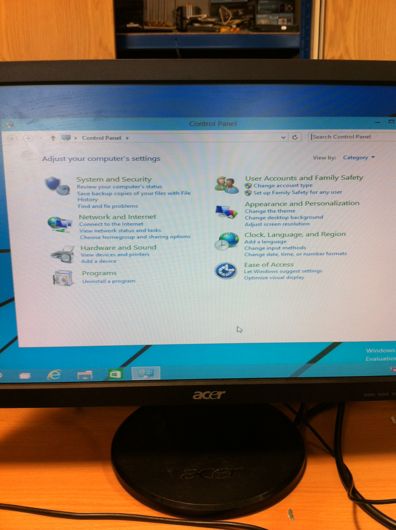 Control Panel
Control Panel
Search Control Panel
Adjust your computer's settings
View by: Category
System and Security
Review your computer's status
Save backup copies of your files with File
History
Find and fix problems
Network and Internet
Connect to the Internet
View network status and tasks
Choose homegroup and sharing options
Hardware and Sound
View devices and printers
Add a device
Programs
Uninstall a program
User Accounts and Family Safety
Change account type
Set up Family Safety for any user
Appearance and Personalization
Change the theme
Change desktop background
Adjust screen resolution
Clock, Language, and Region
Add a language
Change input methods
Change date, time, or number formats
Ease of Access
Let Windows suggest settings
Optimize visual display
Windows
Evaluation
acer
acer